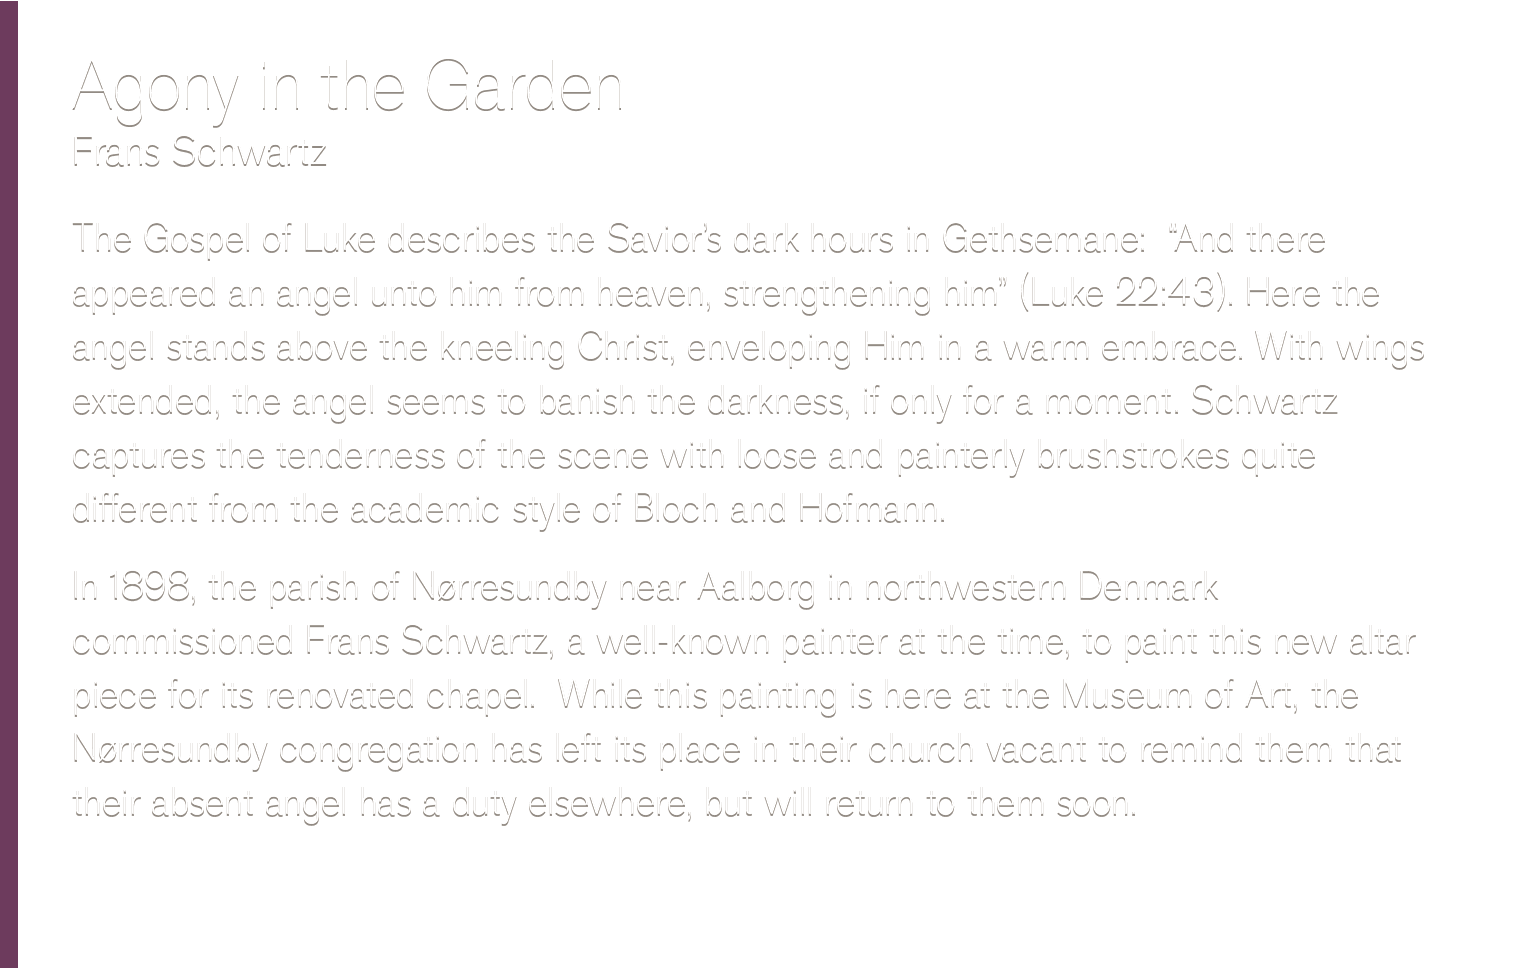 Agony in the Garden
Frans Schwartz
The Gospel of Luke describes the Savior’s dark hours in Gethsemane:  “And there
appeared an angel unto him from heaven, strengthening him” (Luke 22:43). Here the
angel stands above the kneeling Christ, enveloping Him in a warm embrace. With wings
extended, the angel seems to banish the darkness, if only for a moment. Schwartz
captures the tenderness of the scene with loose and painterly brushstrokes quite
different from the academic style of Bloch and Hofmann.
In 1898, the parish of Nørresundby near Aalborg in northwestern Denmark
commissioned Frans Schwartz, a well-known painter at the time, to paint this new altar
piece for its renovated chapel.  While this painting is here at the Museum of Art, the
Nørresundby congregation has left its place in their church vacant to remind them that
their absent angel has a duty elsewhere, but will return to them soon.